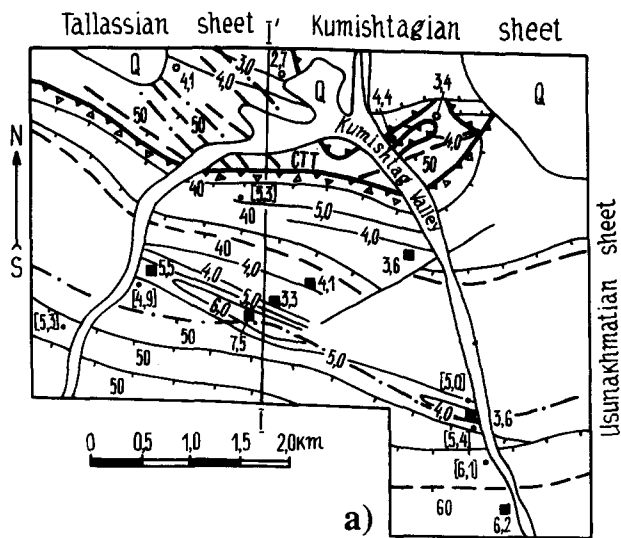 Tallassian sheet Kumishtagian sheet
I'
Q
4,1
4,0
3,0
2,7
Q
3,4
4,4
Q
50
50
Kumishtag Valley
4,0
50
N
S
CTT
40
[3,3]
5,0
40
4,0
40
4,0
3,6
5,5
4,0
4,1
[4,9]
5,0
3,3
6,0
[5,3]
7,5
50
5,0
[5,0]
50
4,0
3,6
50
[5,4]
I
0 0,5 1,0 1,5 2,0 км
[6,1]
60
6,2
a)
Usunakhmatian sheet